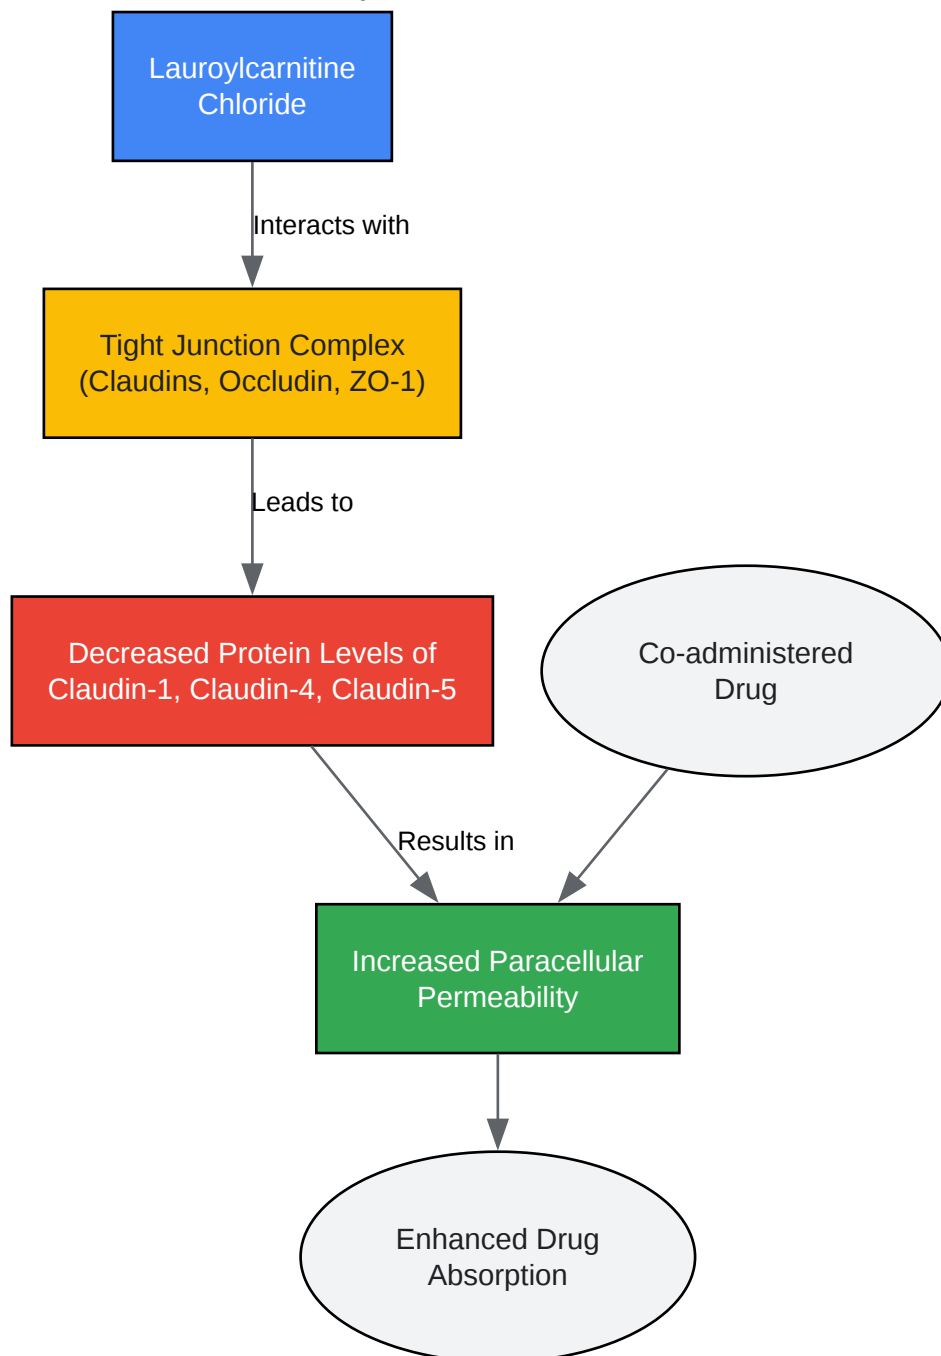 Lauroylcarnitine
Chloride
Interacts with
Tight Junction Complex
(Claudins, Occludin, ZO-1)
Leads to
Decreased Protein Levels of
Claudin-1, Claudin-4, Claudin-5
Co-administered
Drug
Results in
Increased Paracellular
Permeability
Enhanced Drug
Absorption